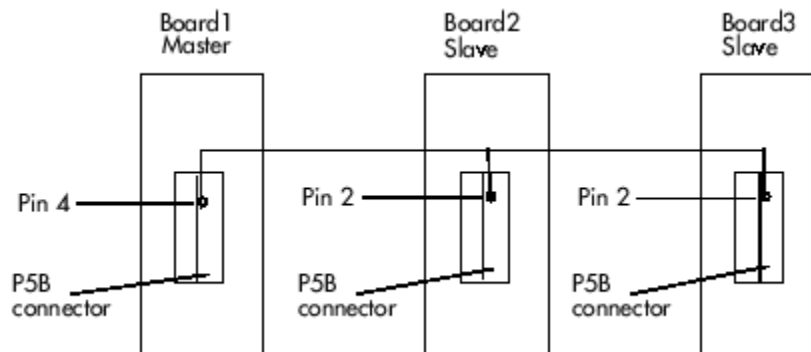 Board1
Master
Board2
Slave
Board3
Slave
Pin 4
Pin 2
Pin 2
P5B
connector
P5B
connector
P5B
connector